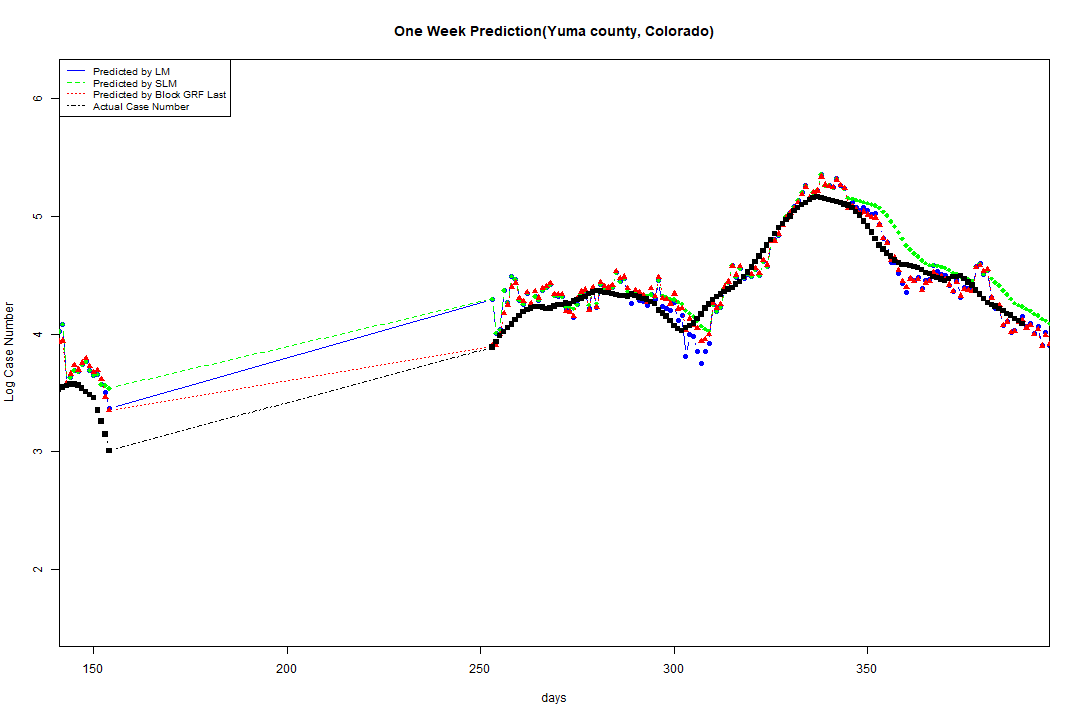 One Week Prediction(Yuma county, Colorado)
Predicted by LM
Predicted by SLM
Predicted by Block GRF Last
Actual Case Number
6
5
4
3
2
Log Case Number
150 200 250 300 350
days